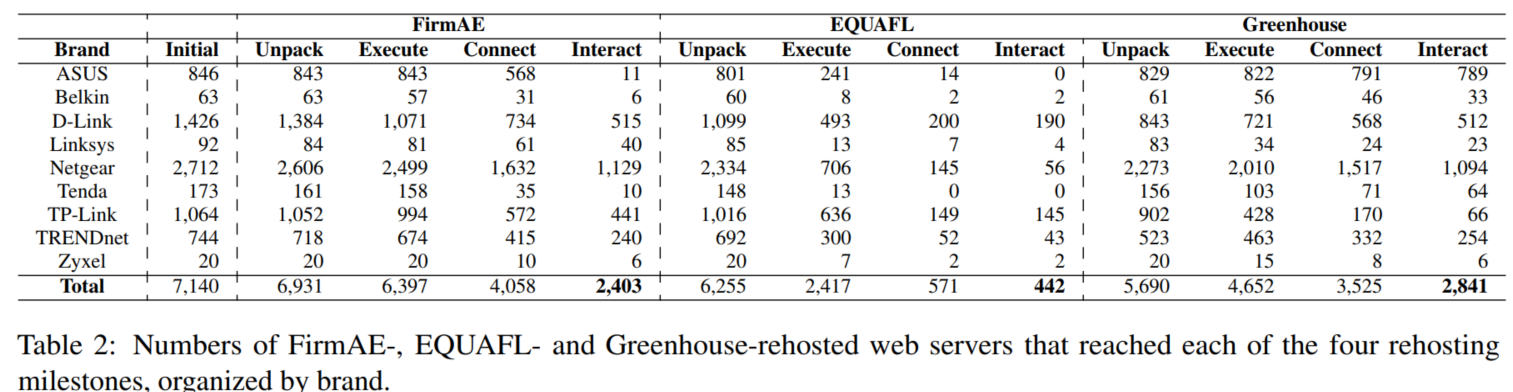 FirmAE EQUAFL Greenhouse
Brand Initial Unpack Execute Connect Interact Unpack Execute Connect Interact Unpack Execute Connect Interact
ASUS 846 843 843 568 11 801 241 14 0 829 822 791 789
Belkin 63 63 57 31 6 60 8 2 2 61 56 46 33
D-Link 1,426 1,384 1,071 734 515 1,099 493 200 190 843 721 568 512
Linksys 92 84 81 61 40 85 13 7 4 83 34 24 23
Netgear 2,712 2,606 2,499 1,632 1,129 2,334 706 145 56 2,273 2,010 1,517 1,094
Tenda 173 161 158 35 10 148 13 0 0 156 103 71 64
TP-Link 1,064 1,052 994 572 441 1,016 636 149 145 902 428 170 66
TRENDnet 744 718 674 415 240 692 300 52 43 523 463 332 254
Zyxel 20 20 20 10 6 20 7 2 2 20 15 8 6
Total 7,140 6,931 6,397 4,058 2,403 6,255 2,417 571 442 5,690 4,652 3,525 2,841
Table 2: Numbers of FirmAE-, EQUAFL- and Greenhouse-rehosted web servers that reached each of the four rehosting
milestones, organized by brand.